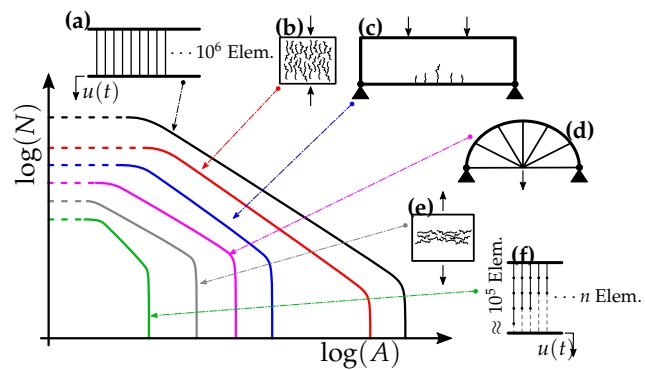 (a)
(b)
(c)
··· 10⁶ Elem.
u(t)
log(N)
(d)
(e)
(f)
≈ 10⁵ Elem.
··· n Elem.
u(t)
log(A)